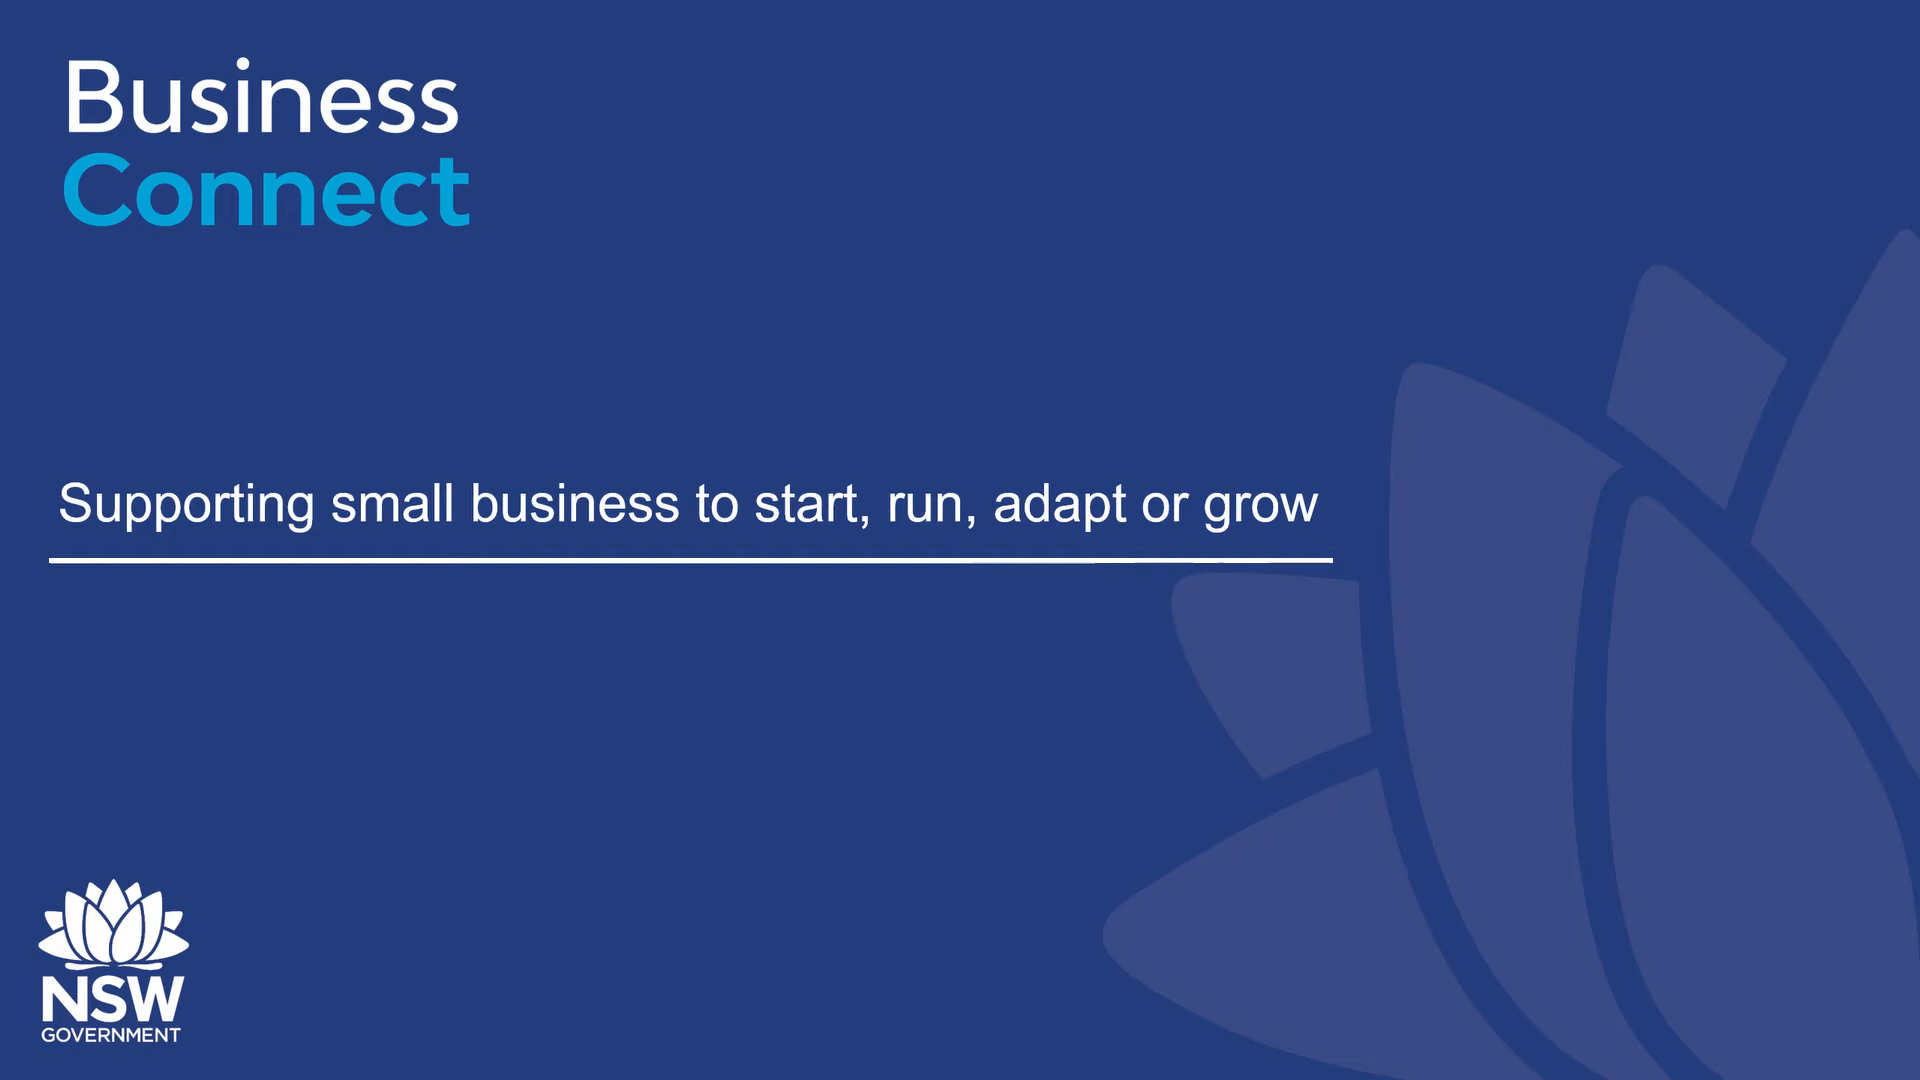 Business
Connect
Supporting small business to start, run, adapt or grow
NSW
GOVERNMENT